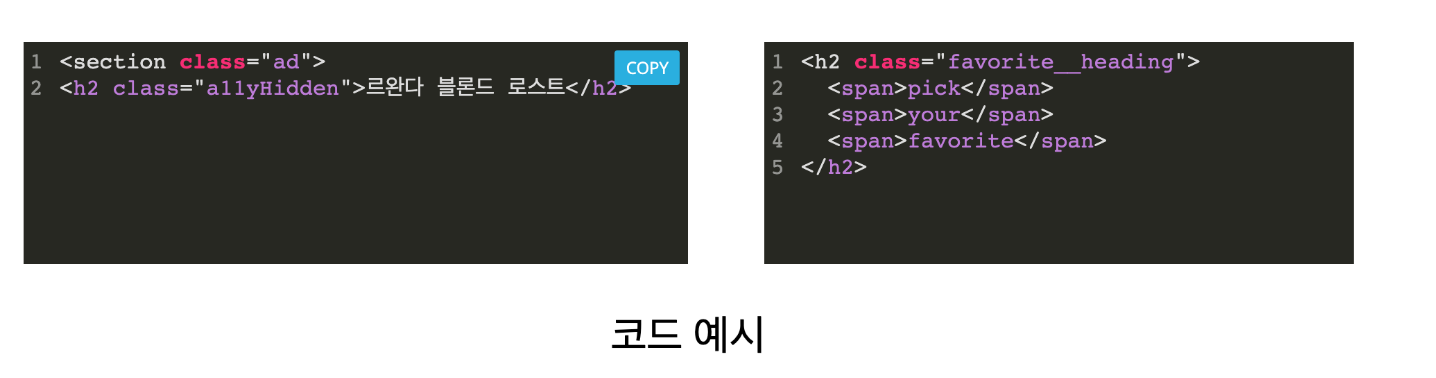 1 <section class="ad">
COPY
2 <h2 class="a11yHidden">르완다 블론드 로스트</h2>
1 <h2 class="favorite__heading">
2 <span>pick</span>
3 <span>your</span>
4 <span>favorite</span>
5 </h2>
코드 예시